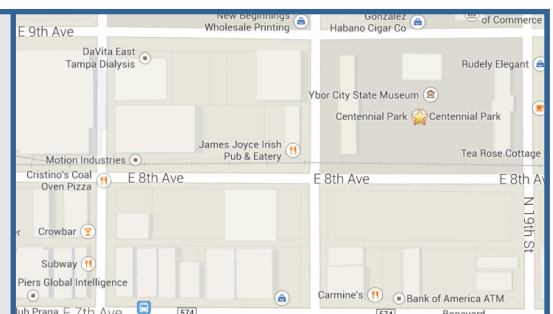 New Beginnings
Wholesale Printing
Gonzalez
Habano Cigar Co
of Commerce
E 9th Ave
DaVita East
Tampa Dialysis
Rudely Elegant
Ybor City State Museum
Centennial Park
Centennial Park
James Joyce Irish
Pub & Eatery
Motion Industries
Tea Rose Cottage
Cristino's Coal
Oven Pizza
E 8th Ave
E 8th Ave
E 8th Av
N 19th St
Crowbar
Subway
Piers Global Intelligence
Carmine's
Bank of America ATM
ub Prana
E 7th Ave
574
574